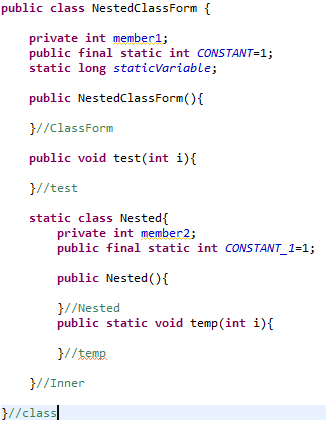 public class NestedClassForm {
private int member1;
public final static int CONSTANT=1;
static long staticVariable;
public NestedClassForm(){
}//ClassForm
public void test(int i){
}//test
static class Nested{
private int member2;
public final static int CONSTANT_1=1;
public Nested(){
}//Nested
public static void temp(int i){
}//temp
}//Inner
}//class